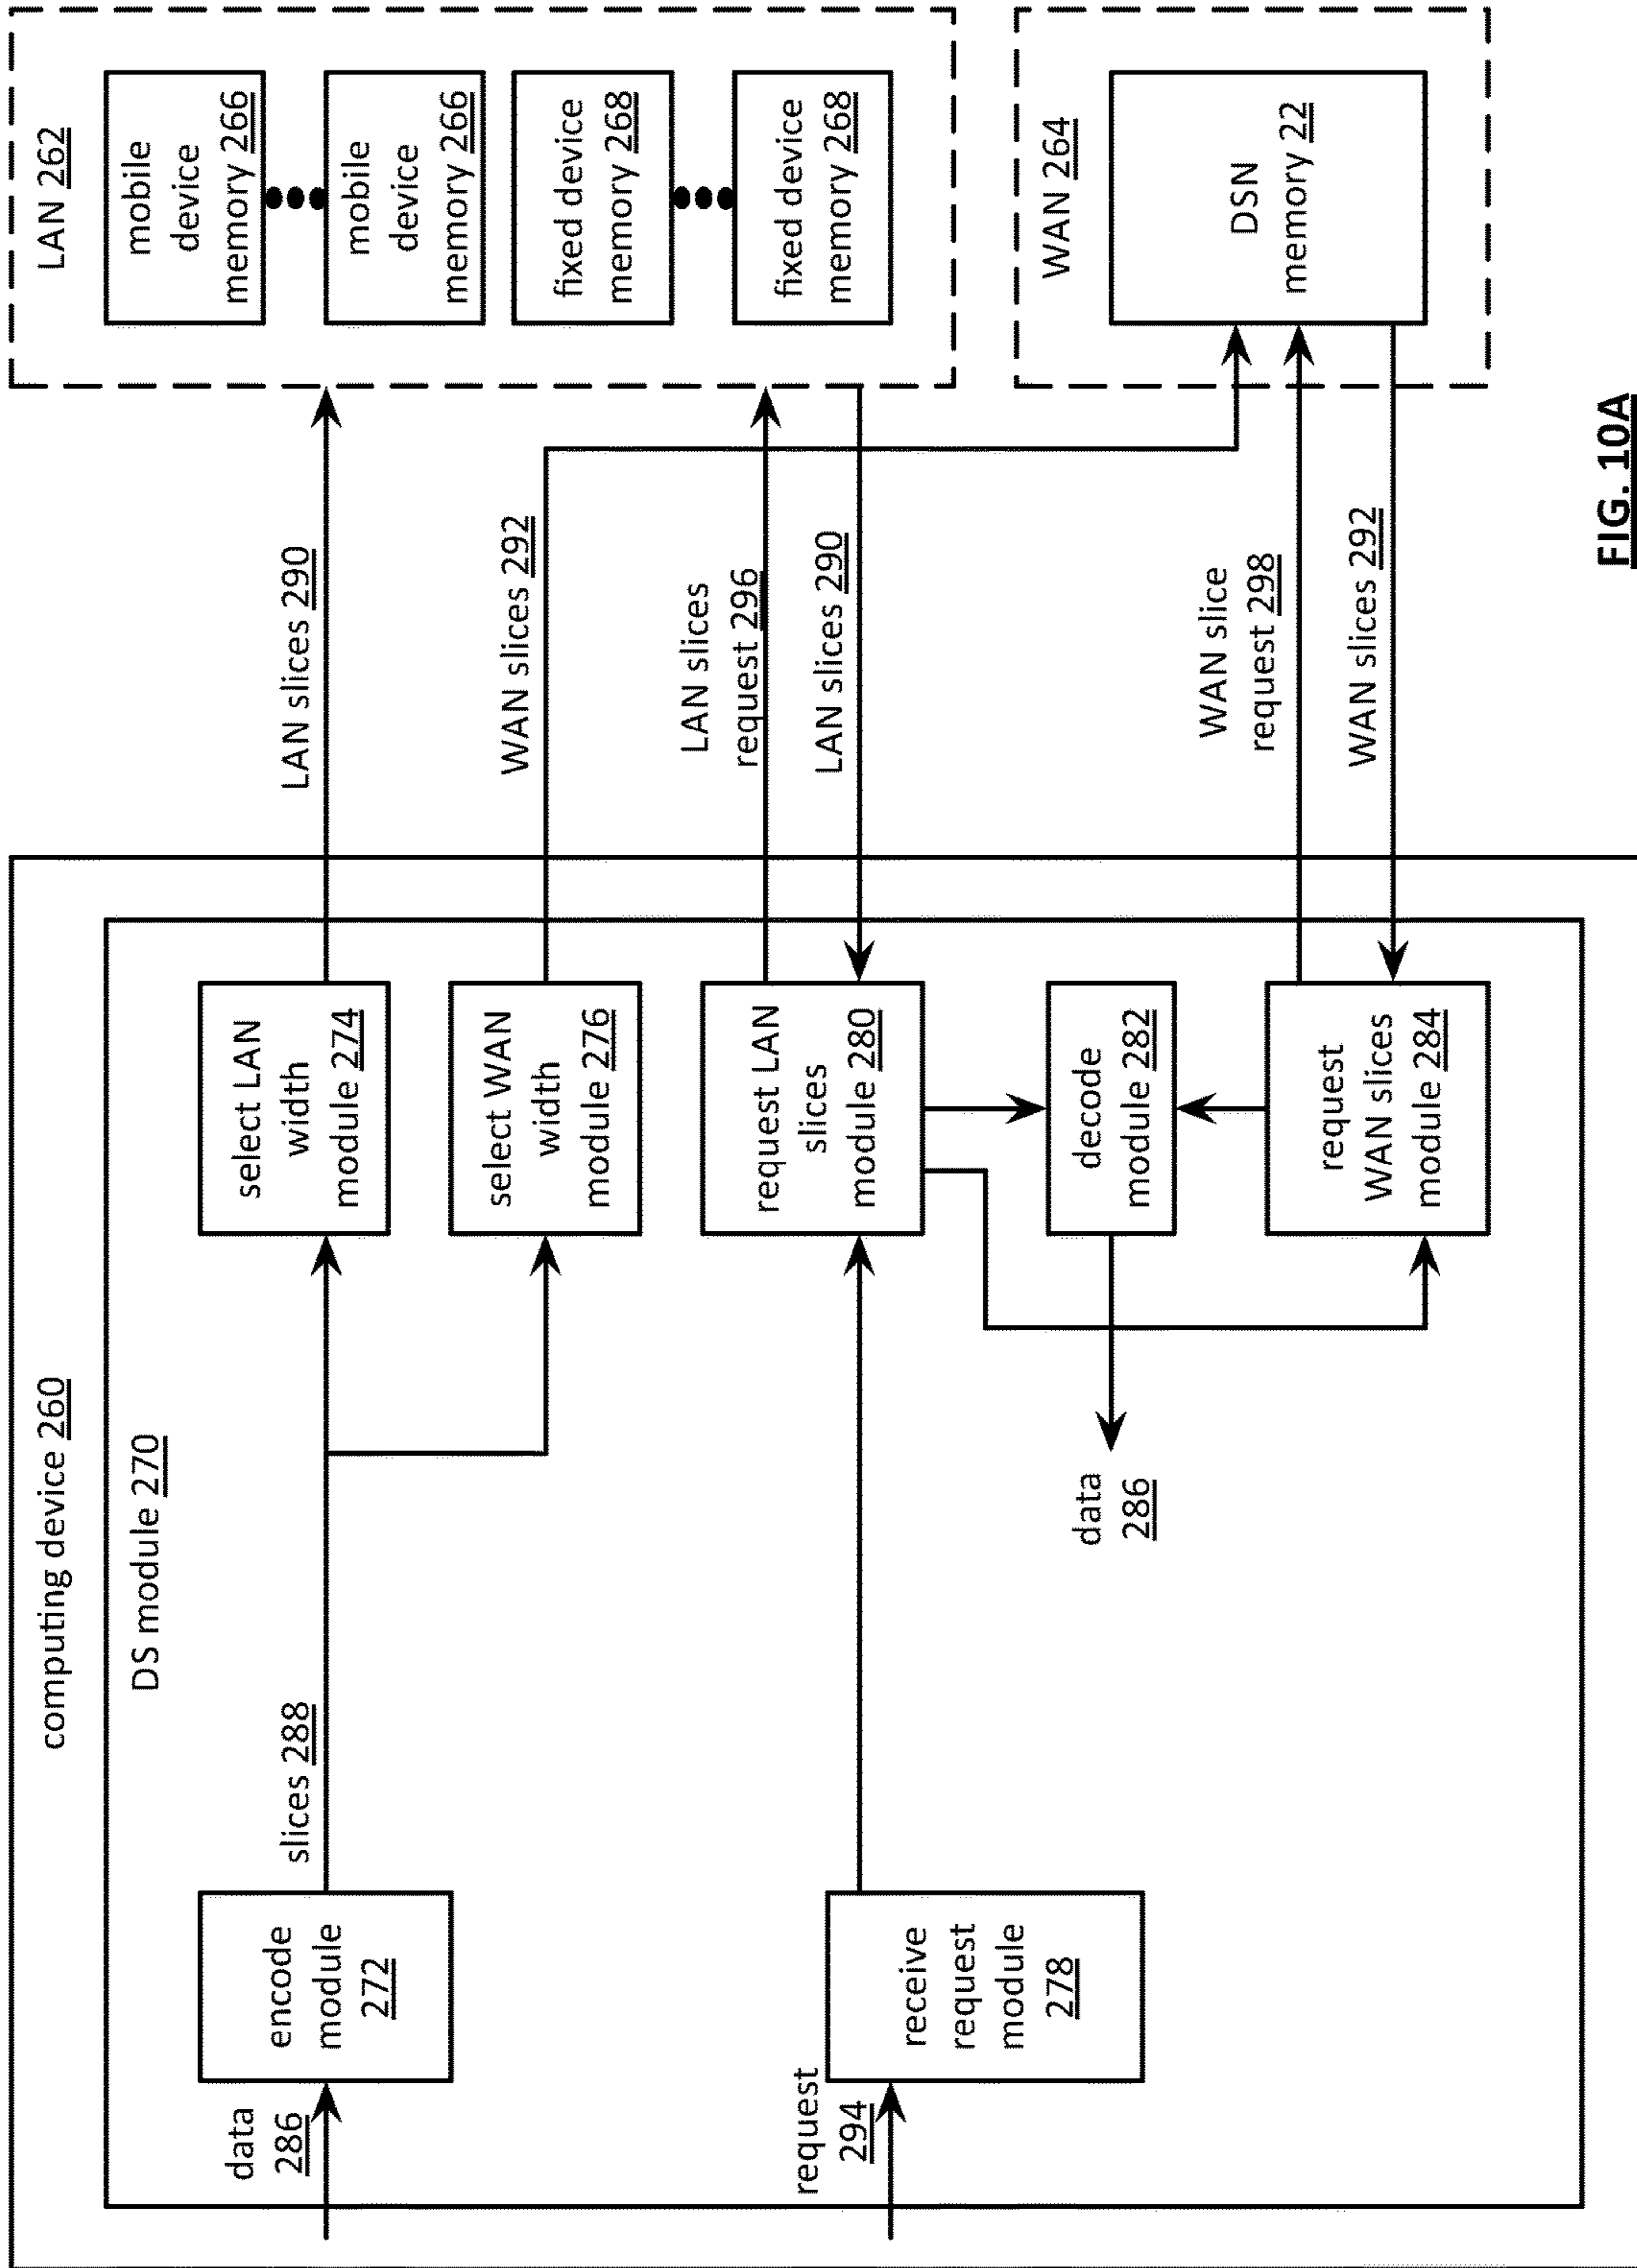 computing device 260
DS module 270
data
286
encode
module
272
slices 288
select LAN
width
module 274
select WAN
width
module 276
request
294
receive
request
module
278
request LAN
slices
module 280
decode
module 282
data
286
request
WAN slices
module 284
LAN slices 290
WAN slices 292
LAN slices
request 296
LAN slices 290
WAN slice
request 298
WAN slices 292
LAN 262
mobile
device
memory 266
mobile
device
memory 266
fixed device
memory 268
fixed device
memory 268
WAN 264
DSN
memory 22
FIG. 10A